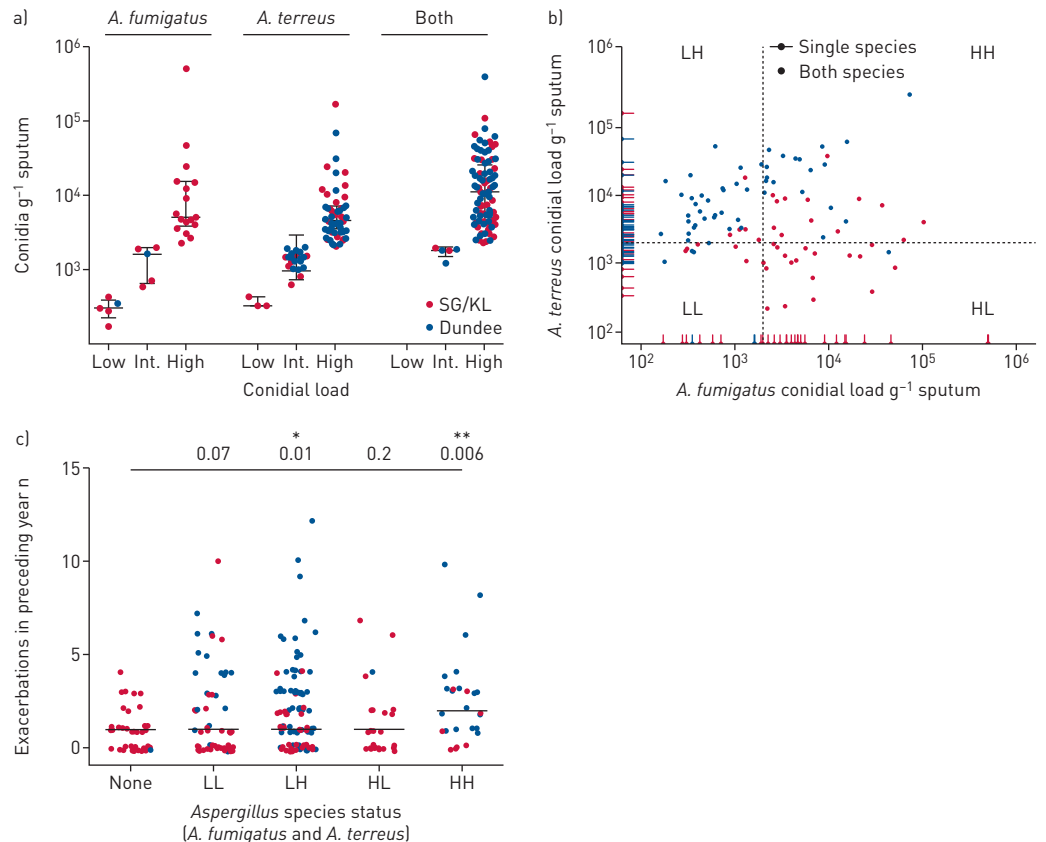 a)
A. fumigatus
A. terreus
Both
Conidia g⁻¹ sputum
10⁶
10⁵
10⁴
10³
SG/KL
Dundee
Low Int. High
Low Int. High
Low Int. High
Conidial load
b)
A. terreus conidial load g⁻¹ sputum
10⁶
10⁵
10⁴
10³
10²
LH
Single species
Both species
HH
LL
HL
10² 10³ 10⁴ 10⁵ 10⁶
A. fumigatus conidial load g⁻¹ sputum
c)
* **
0.07 0.01 0.2 0.006
Exacerbations in preceding year n
15
10
5
0
None LL LH HL HH
Aspergillus species status
(A. fumigatus and A. terreus)